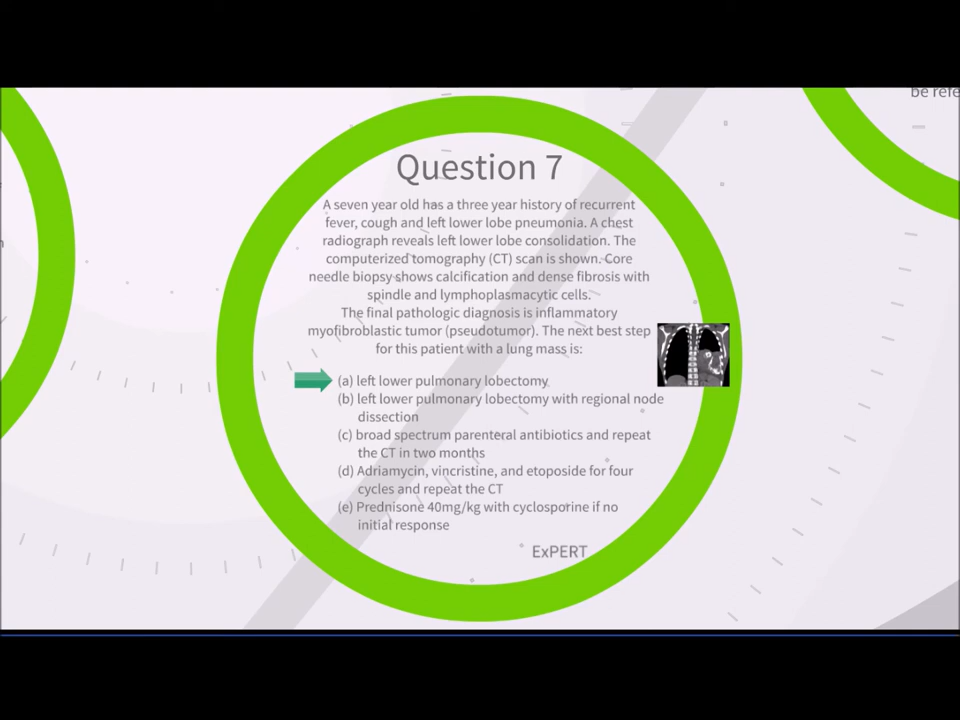 be refe
Question 7
A seven year old has a three year history of recurrent
fever, cough and left lower lobe pneumonia. A chest
radiograph reveals left lower lobe consolidation. The
computerized tomography (CT) scan is shown. Core
needle biopsy shows calcification and dense fibrosis with
spindle and lymphoplasmacytic cells.
The final pathologic diagnosis is inflammatory
myofibroblastic tumor (pseudotumor). The next best step
for this patient with a lung mass is:
(a) left lower pulmonary lobectomy
(b) left lower pulmonary lobectomy with regional node
dissection
(c) broad spectrum parenteral antibiotics and repeat
the CT in two months
(d) Adriamycin, vincristine, and etoposide for four
cycles and repeat the CT
(e) Prednisone 40mg/kg with cyclosporine if no
initial response
ExPERT